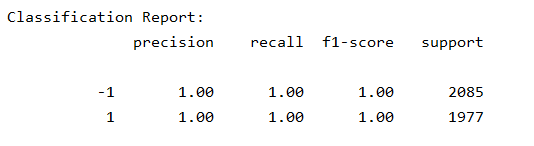 Classification Report:
precision recall f1-score support
-1 1.00 1.00 1.00 2085
1 1.00 1.00 1.00 1977